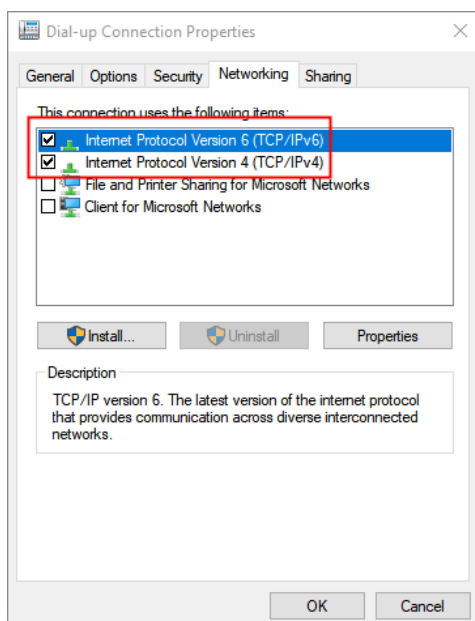 Dial-up Connection Properties
General Options Security Networking Sharing
This connection uses the following items:
Internet Protocol Version 6 (TCP/IPv6)
Internet Protocol Version 4 (TCP/IPv4)
File and Printer Sharing for Microsoft Networks
Client for Microsoft Networks
Install... Uninstall Properties
Description
TCP/IP version 6. The latest version of the internet protocol
that provides communication across diverse interconnected
networks.
OK Cancel